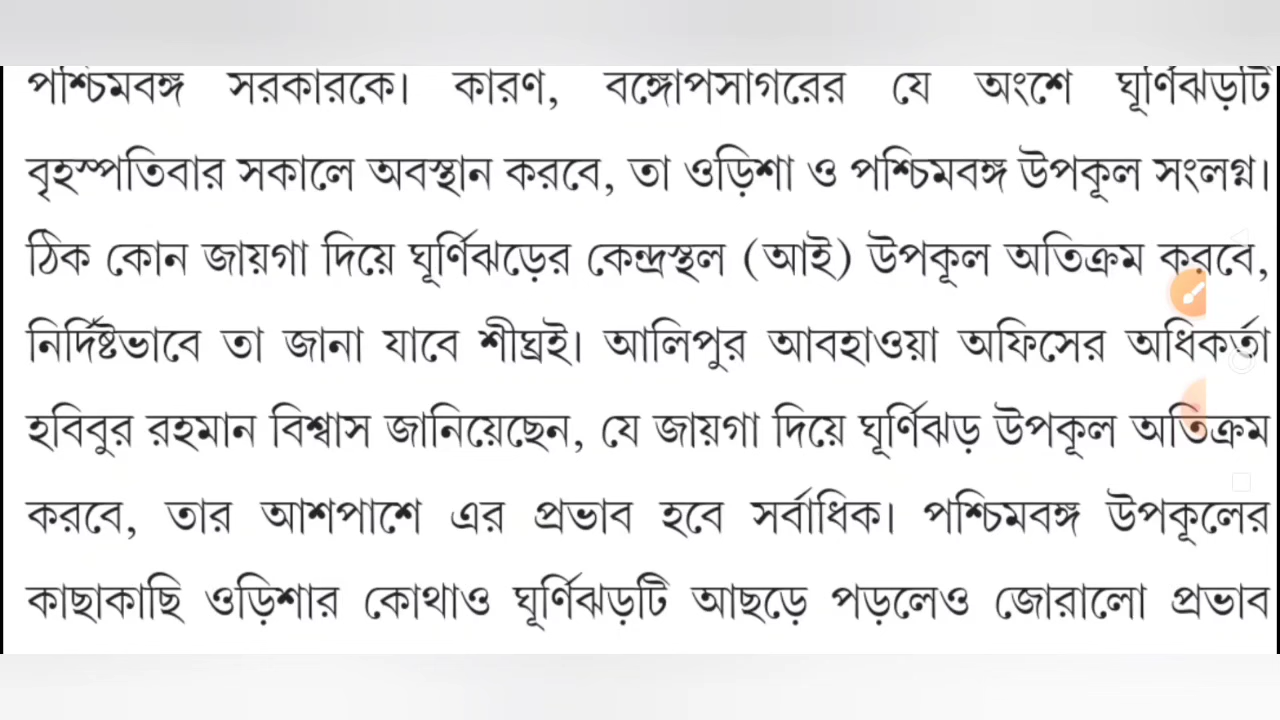 পশ্চিমবঙ্গ সরকারকে। কারণ, বঙ্গোপসাগরের যে অংশে ঘূর্ণিঝড়টি
বৃহস্পতিবার সকালে অবস্থান করবে, তা ওড়িশা ও পশ্চিমবঙ্গ উপকূল সংলগ্ন।
ঠিক কোন জায়গা দিয়ে ঘূর্ণিঝড়ের কেন্দ্রস্থল (আই) উপকূল অতিক্রম করবে,
নির্দিষ্টভাবে তা জানা যাবে শীঘ্রই। আলিপুর আবহাওয়া অফিসের অধিকর্তা
হবিবুর রহমান বিশ্বাস জানিয়েছেন, যে জায়গা দিয়ে ঘূর্ণিঝড় উপকূল অতিক্রম
করবে, তার আশপাশে এর প্রভাব হবে সর্বাধিক। পশ্চিমবঙ্গ উপকূলের
কাছাকাছি ওড়িশার কোথাও ঘূর্ণিঝড়টি আছড়ে পড়লেও জোরালো প্রভাব